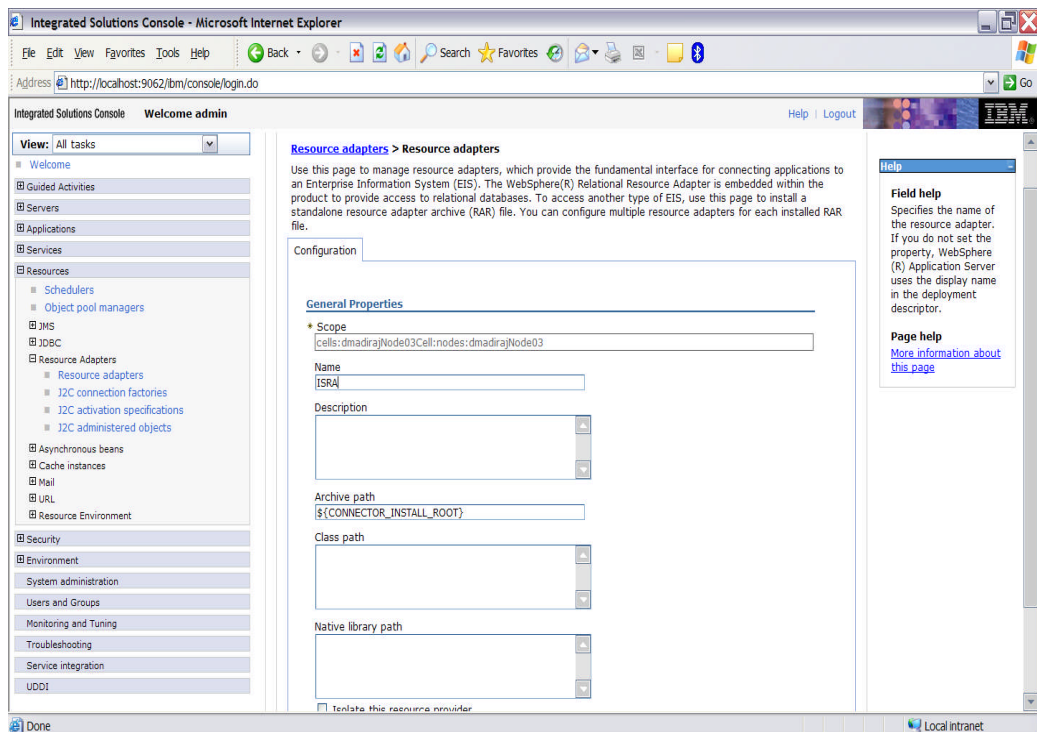 Integrated Solutions Console - Microsoft Internet Explorer
File Edit View Favorites Tools Help
Back Search Favorites
Address http://localhost:9062/ibm/console/login.do Go
Integrated Solutions Console Welcome admin Help | Logout IBM.
View: All tasks
Welcome
Guided Activities
Servers
Applications
Services
Resources
Schedulers
Object pool managers
JMS
JDBC
Resource Adapters
Resource adapters
J2C connection factories
J2C activation specifications
J2C administered objects
Asynchronous beans
Cache instances
Mail
URL
Resource Environment
Security
Environment
System administration
Users and Groups
Monitoring and Tuning
Troubleshooting
Service integration
UDDI
Resource adapters > Resource adapters
Use this page to manage resource adapters, which provide the fundamental interface for connecting applications to
an Enterprise Information System (EIS). The WebSphere(R) Relational Resource Adapter is embedded within the
product to provide access to relational databases. To access another type of EIS, use this page to install a
standalone resource adapter archive (RAR) file. You can configure multiple resource adapters for each installed RAR
file.
Configuration
General Properties
* Scope
cells:dmadirajNode03Cell:nodes:dmadirajNode03
Name
ISRA
Description
Archive path
${CONNECTOR_INSTALL_ROOT}
Class path
Native library path
Isolate this resource provider
Help
Field help
Specifies the name of
the resource adapter.
If you do not set the
property, WebSphere
(R) Application Server
uses the display name
in the deployment
descriptor.
Page help
More information about
this page
Done
Local intranet